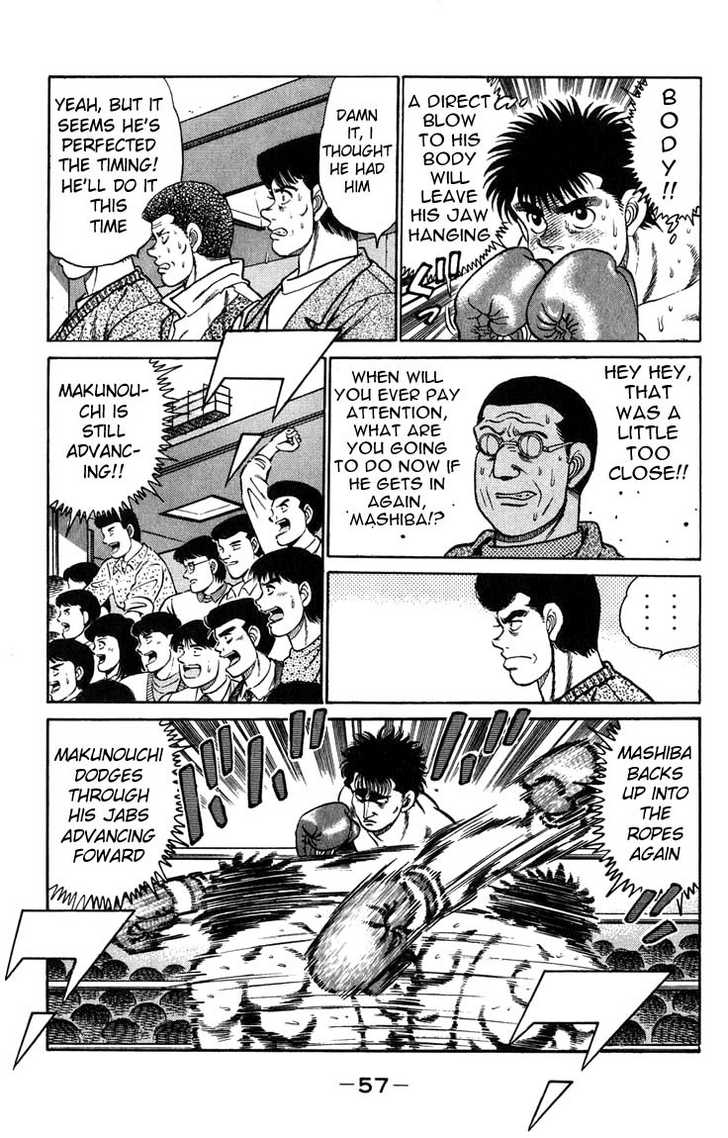 B
O
D
Y
!!
A DIRECT
BLOW
TO HIS
BODY
WILL
LEAVE
HIS JAW
HANGING
DAMN
IT, I
THOUGHT
HE HAD
HIM
YEAH, BUT IT
SEEMS HE'S
PERFECTED
THE TIMING!
HE'LL DO IT
THIS
TIME
HEY HEY,
THAT
WAS A
LITTLE
TOO
CLOSE!!
WHEN WILL
YOU EVER PAY
ATTENTION,
WHAT ARE
YOU GOING
TO DO NOW IF
HE GETS IN
AGAIN,
MASHIBA!?
......
MAKUNOU-
CHI IS
STILL
ADVANC-
ING!!
MASHIBA
BACKS
UP INTO
THE
ROPES
AGAIN
MAKUNOUCHI
DODGES
THROUGH
HIS JABS
ADVANCING
FOWARD
-57-